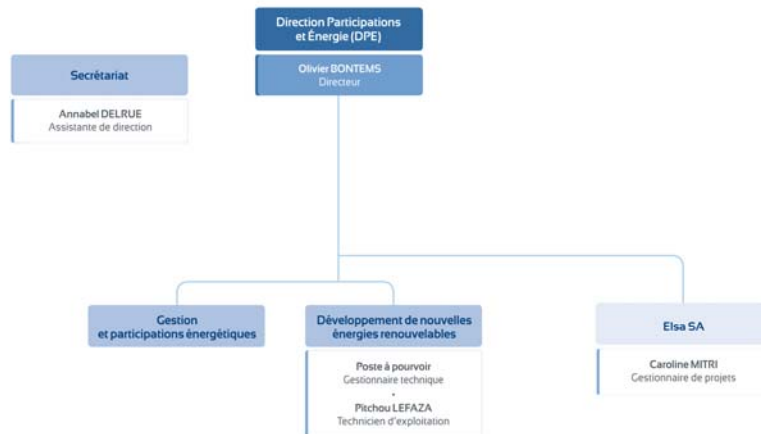 Direction Participations
et Énergie (DPE)
Olivier BONTEMS
Directeur
Secrétariat
Annabel DELRUE
Assistante de direction
Gestion
et participations énergétiques
Développement de nouvelles
énergies renouvelables
Poste à pourvoir
Gestionnaire technique
•
Pitchou LEFAZA
Technicien d'exploitation
Elsa SA
Caroline MITRI
Gestionnaire de projets